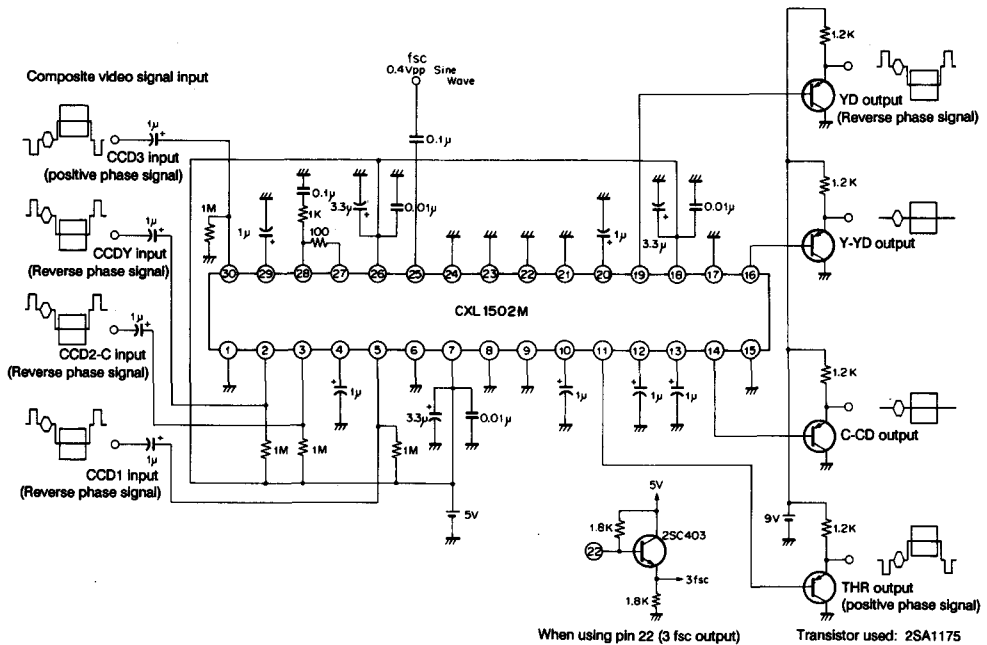 fsc
0.4Vpp Sine Wave
Composite video signal input
1μ +
CCD3 input
(positive phase signal)
1μ +
CCDY input
(Reverse phase signal)
1μ +
CCD2-C input
(Reverse phase signal)
1μ +
CCD1 input
(Reverse phase signal)
0.1μ
1M
1μ +
0.1μ
1K
100
3.3μ +
0.01μ
1μ +
3.3μ +
0.01μ
30 29 28 27 26 25 24 23 22 21 20 19 18 17 16
CXL1502M
1 2 3 4 5 6 7 8 9 10 11 12 13 14 15
+ 1μ
+ 3.3μ
0.01μ
+ 1μ
+ 1μ
+ 1μ
1M
1M
1M
5V
5V
1.8K
2SC403
22
3fsc
1.8K
When using pin 22 (3 fsc output)
1.2K
YD output
(Reverse phase signal)
1.2K
Y-YD output
1.2K
C-CD output
9V
1.2K
THR output
(positive phase signal)
Transistor used: 2SA1175